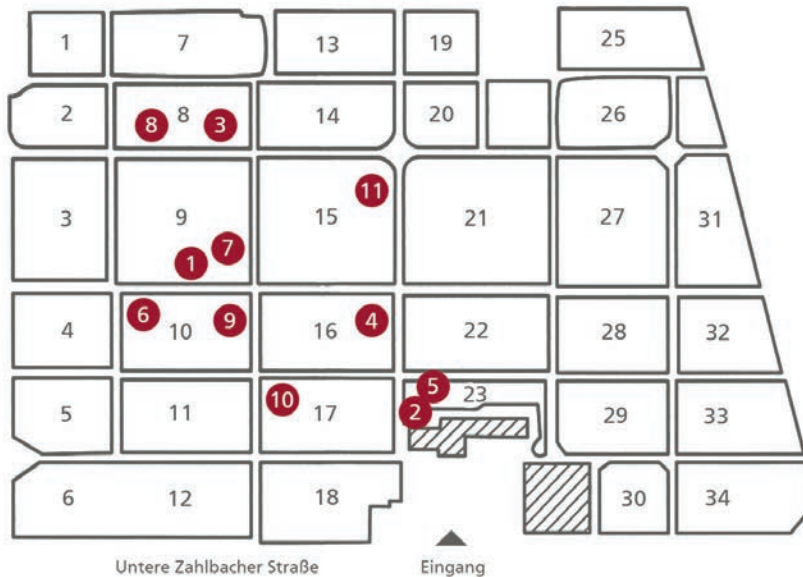 1 7 13 19 25
2 8 8 3 14 20 26
3 9 15 11 21 27 31
1 7
4 6 10 9 16 4 22 28 32
5 11 10 17 5 23 29 33
2
6 12 18 30 34
Untere Zahlbacher Straße Eingang